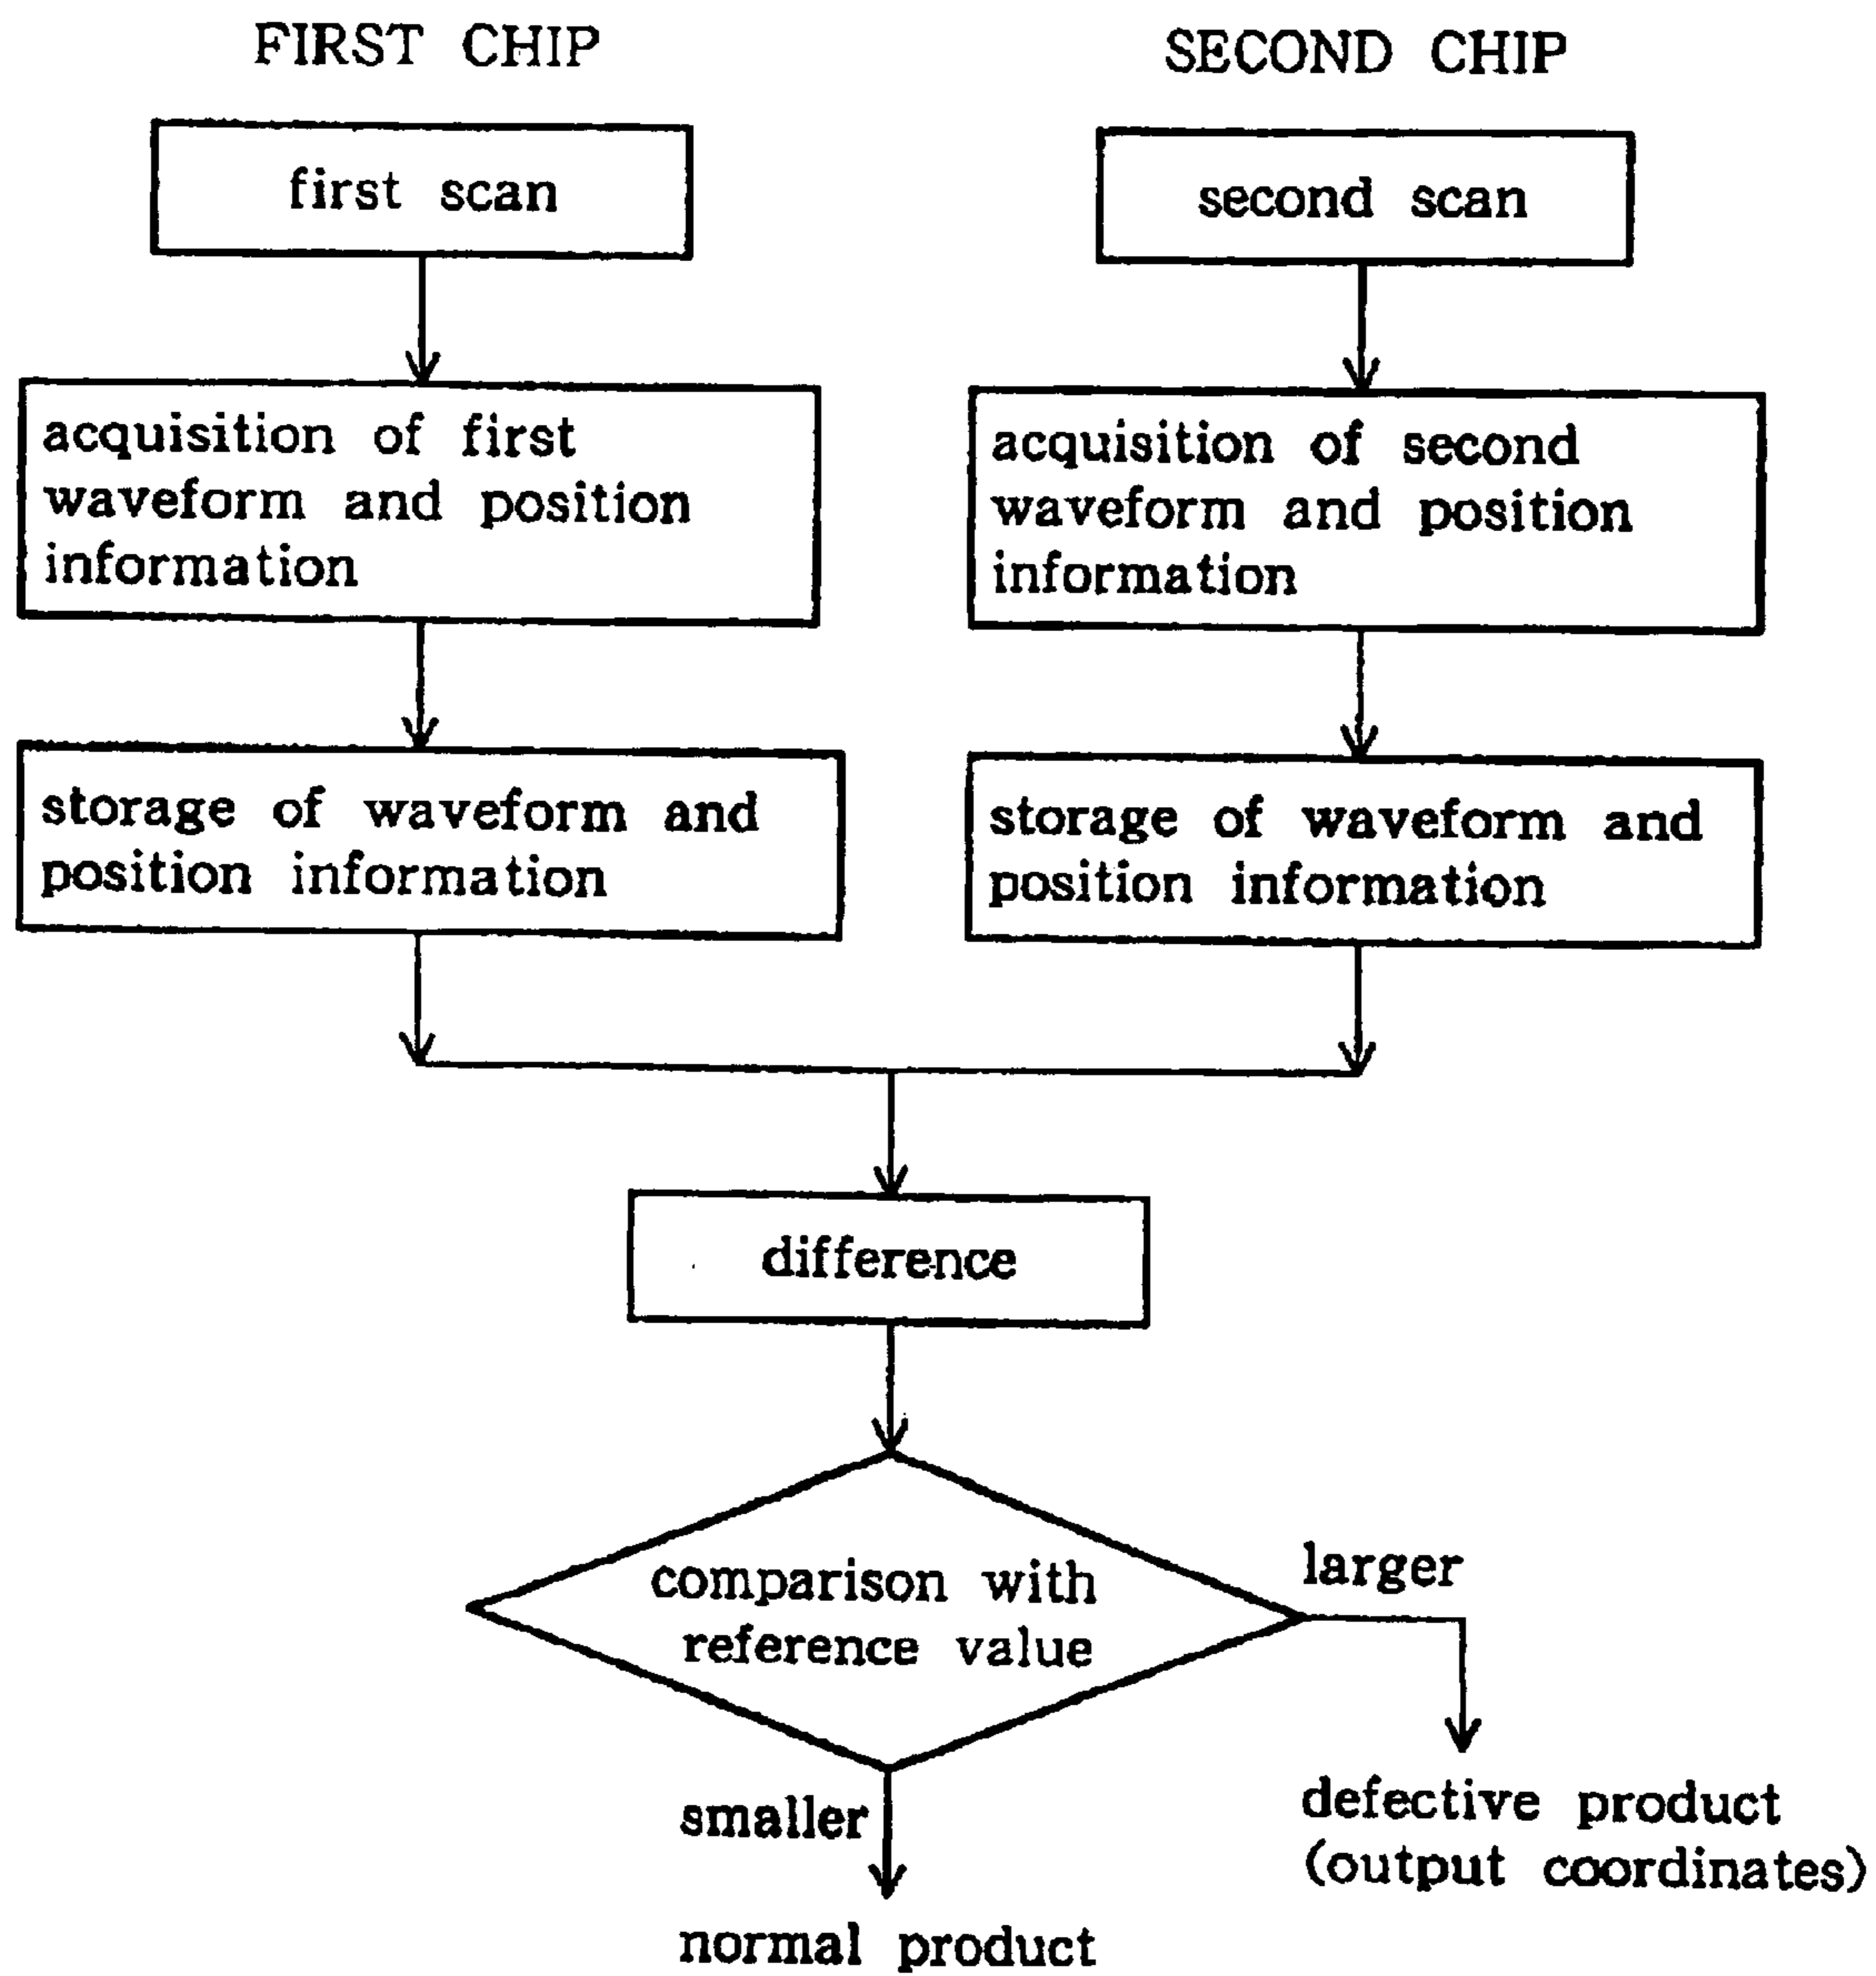 FIRST CHIP
first scan
acquisition of first
waveform and position
information
storage of waveform and
position information
SECOND CHIP
second scan
acquisition of second
waveform and position
information
storage of waveform and
position information
difference
comparison with
reference value
larger
defective product
(output coordinates)
smaller
normal product